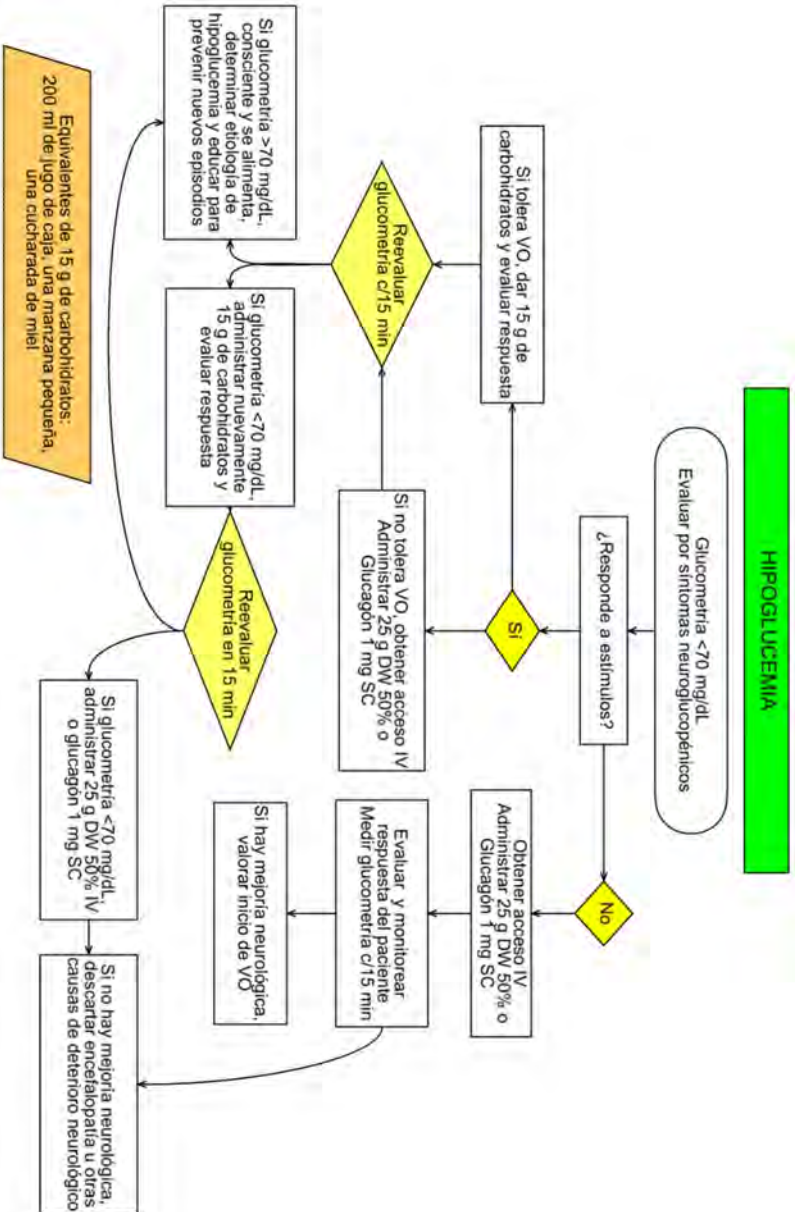 HIPOGLUCEMIA
Glucometría <70 mg/dL
Evaluar por síntomas neuroglucopénicos
¿Responde a estímulos?
Sí
No
Si tolera VO, dar 15 g de
carbohidratos y evaluar respuesta
Si no tolera VO, obtener acceso IV
Administrar 25 g DW 50% o
Glucagón 1 mg SC
Obtener acceso IV
Administrar 25 g DW 50% o
Glucagón 1 mg SC
Reevaluar
glucometría c/15 min
Evaluar y monitorear
respuesta del paciente
Medir glucometría c/15 min
Si glucometría >70 mg/dL,
consciente y se alimenta,
determinar etiología de
hipoglucemia y educar para
prevenir nuevos episodios
Si glucometría <70 mg/dL,
administrar nuevamente
15 g de carbohidratos y
evaluar respuesta
Reevaluar
glucometría en 15 min
Si hay mejoría neurológica,
valorar inicio de VO
Si glucometría <70 mg/dL,
administrar 25 g DW 50% IV
o glucagón 1 mg SC
Si no hay mejoría neurológica,
descartar encefalopatía u otras
causas de deterioro neurológico
Equivalentes de 15 g de carbohidratos:
200 ml de jugo de caja, una manzana pequeña,
una cucharada de miel